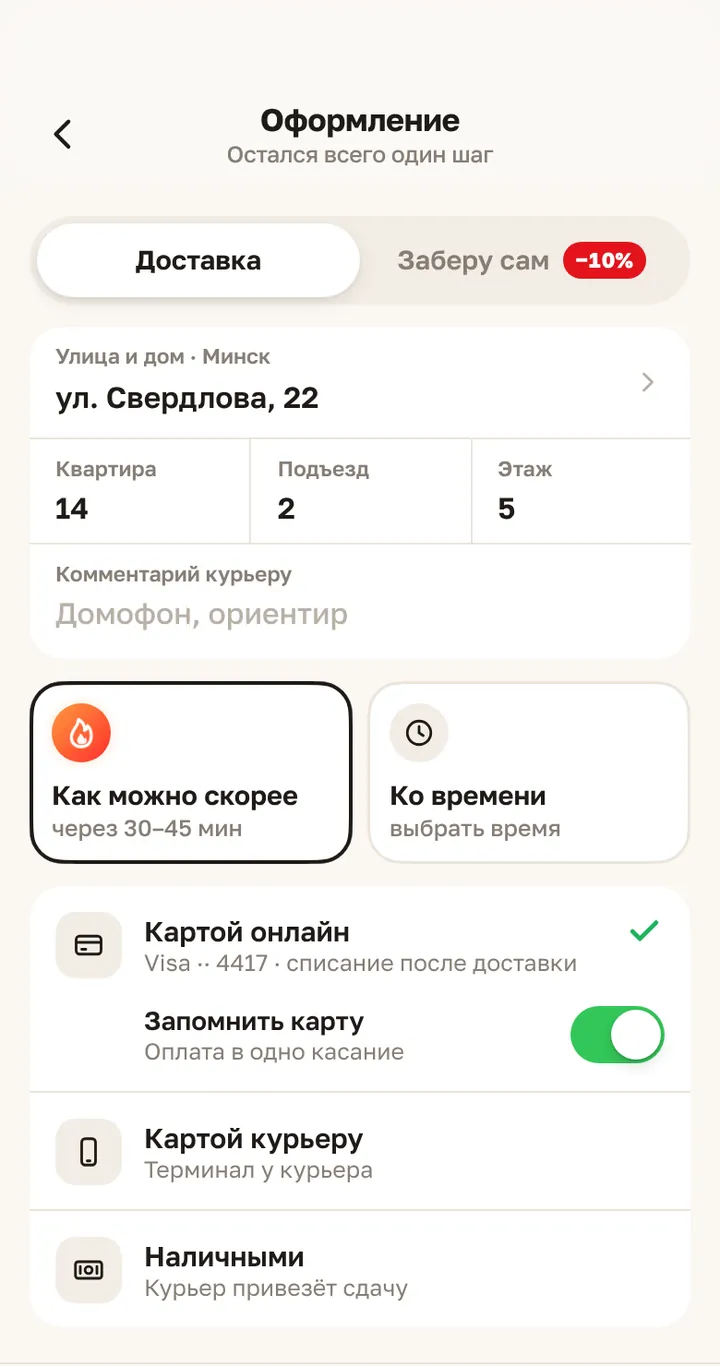 Оформление
Остался всего один шаг
Доставка
Заберу сам −10%
Улица и дом · Минск
ул. Свердлова, 22
Квартира
14
Подъезд
2
Этаж
5
Комментарий курьеру
Домофон, ориентир
Как можно скорее
через 30–45 мин
Ко времени
выбрать время
Картой онлайн
Visa ·· 4417 · списание после доставки
Запомнить карту
Оплата в одно касание
Картой курьеру
Терминал у курьера
Наличными
Курьер привезёт сдачу